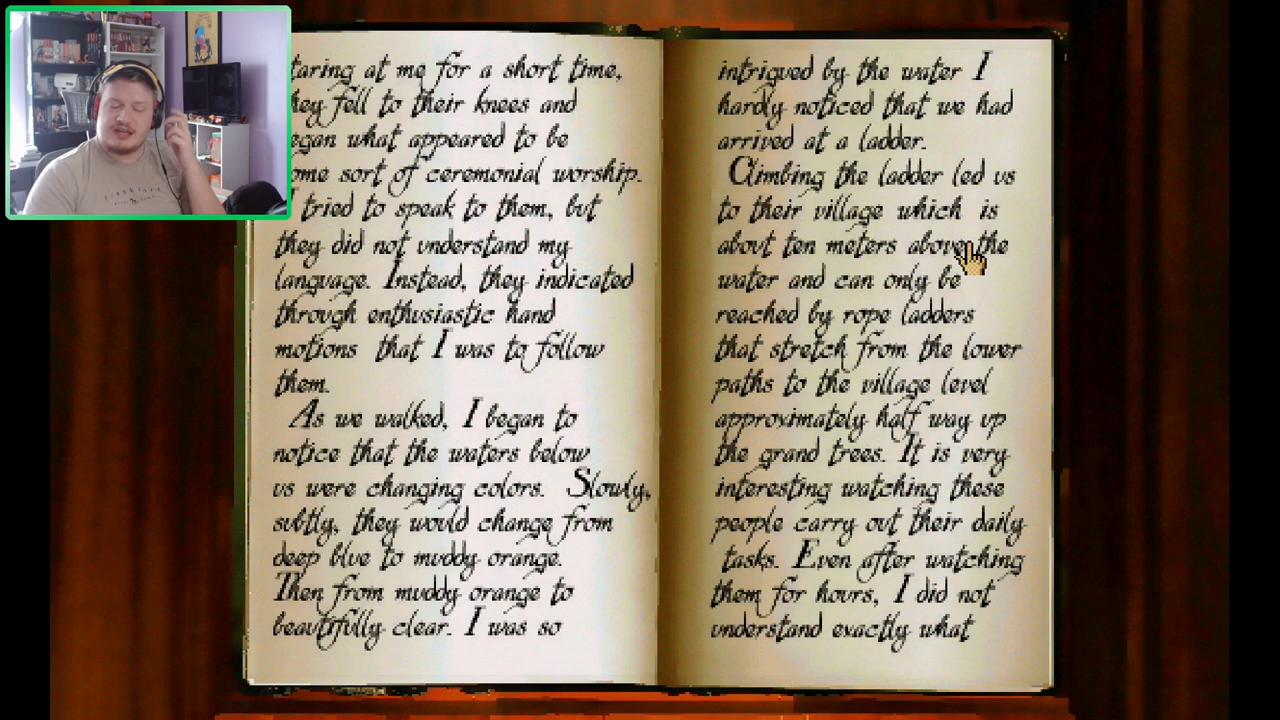 taring at me for a short time,
hey fell to their knees and
egan what appeared to be
ome sort of ceremonial worship.
I tried to speak to them, but
they did not understand my
language. Instead, they indicated
through enthusiastic hand
motions that I was to follow
them.
As we walked, I began to
notice that the waters below
us were changing colors. Slowly,
subtly, they would change from
deep blue to muddy orange.
Then from muddy orange to
beautifully clear. I was so
intrigued by the water I
hardly noticed that we had
arrived at a ladder.
Climbing the ladder led us
to their village which is
about ten meters above the
water and can only be
reached by rope ladders
that stretch from the lower
paths to the village level
approximately half way up
the grand trees. It is very
interesting watching these
people carry out their daily
tasks. Even after watching
them for hours, I did not
understand exactly what